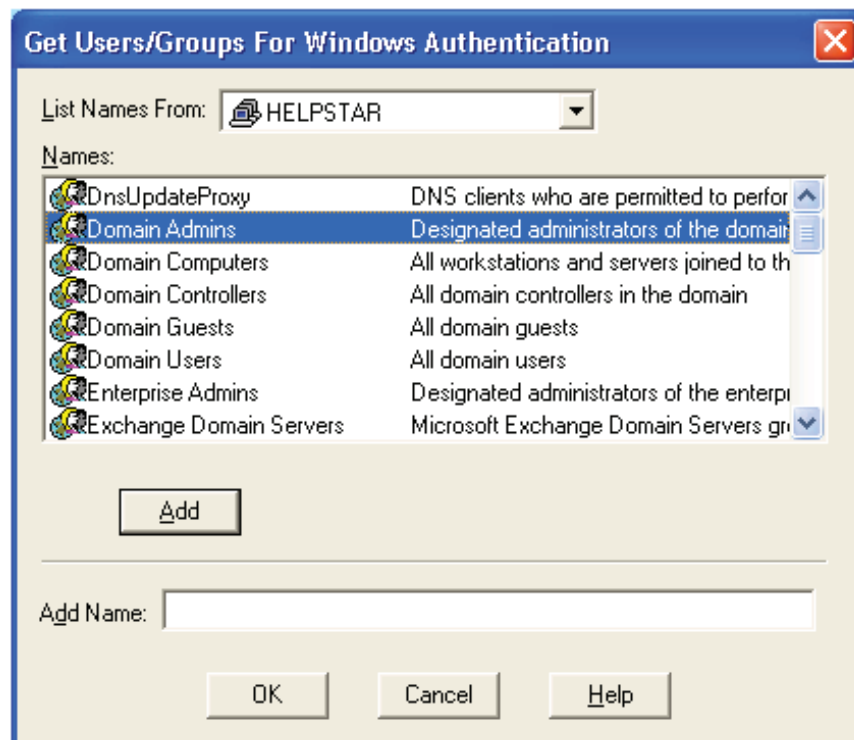 Get Users/Groups For Windows Authentication
List Names From: HELPSTAR
Names:
DnsUpdateProxy DNS clients who are permitted to perfor
Domain Admins Designated administrators of the domain
Domain Computers All workstations and servers joined to th
Domain Controllers All domain controllers in the domain
Domain Guests All domain guests
Domain Users All domain users
Enterprise Admins Designated administrators of the enterpr
Exchange Domain Servers Microsoft Exchange Domain Servers gr
Add
Add Name:
OK Cancel Help